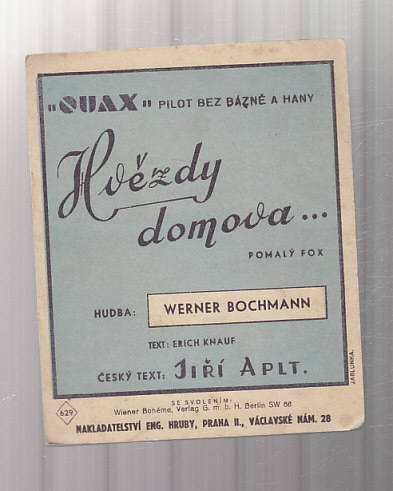 "QUAX" PILOT BEZ BÁZNĚ A HANY
Hvězdy
domova...
POMALÝ FOX
HUDBA: WERNER BOCHMANN
TEXT: ERICH KNAUF
ČESKÝ TEXT: JIŘÍ APLT.
JABLUNKA.
629
SE SVOLENÍM:
Wiener Bohême, Verlag G. m. b. H. Berlin SW 68
NAKLADATELSTVÍ ENG. HRUBY, PRAHA II., VÁCLAVSKÉ NÁM. 28